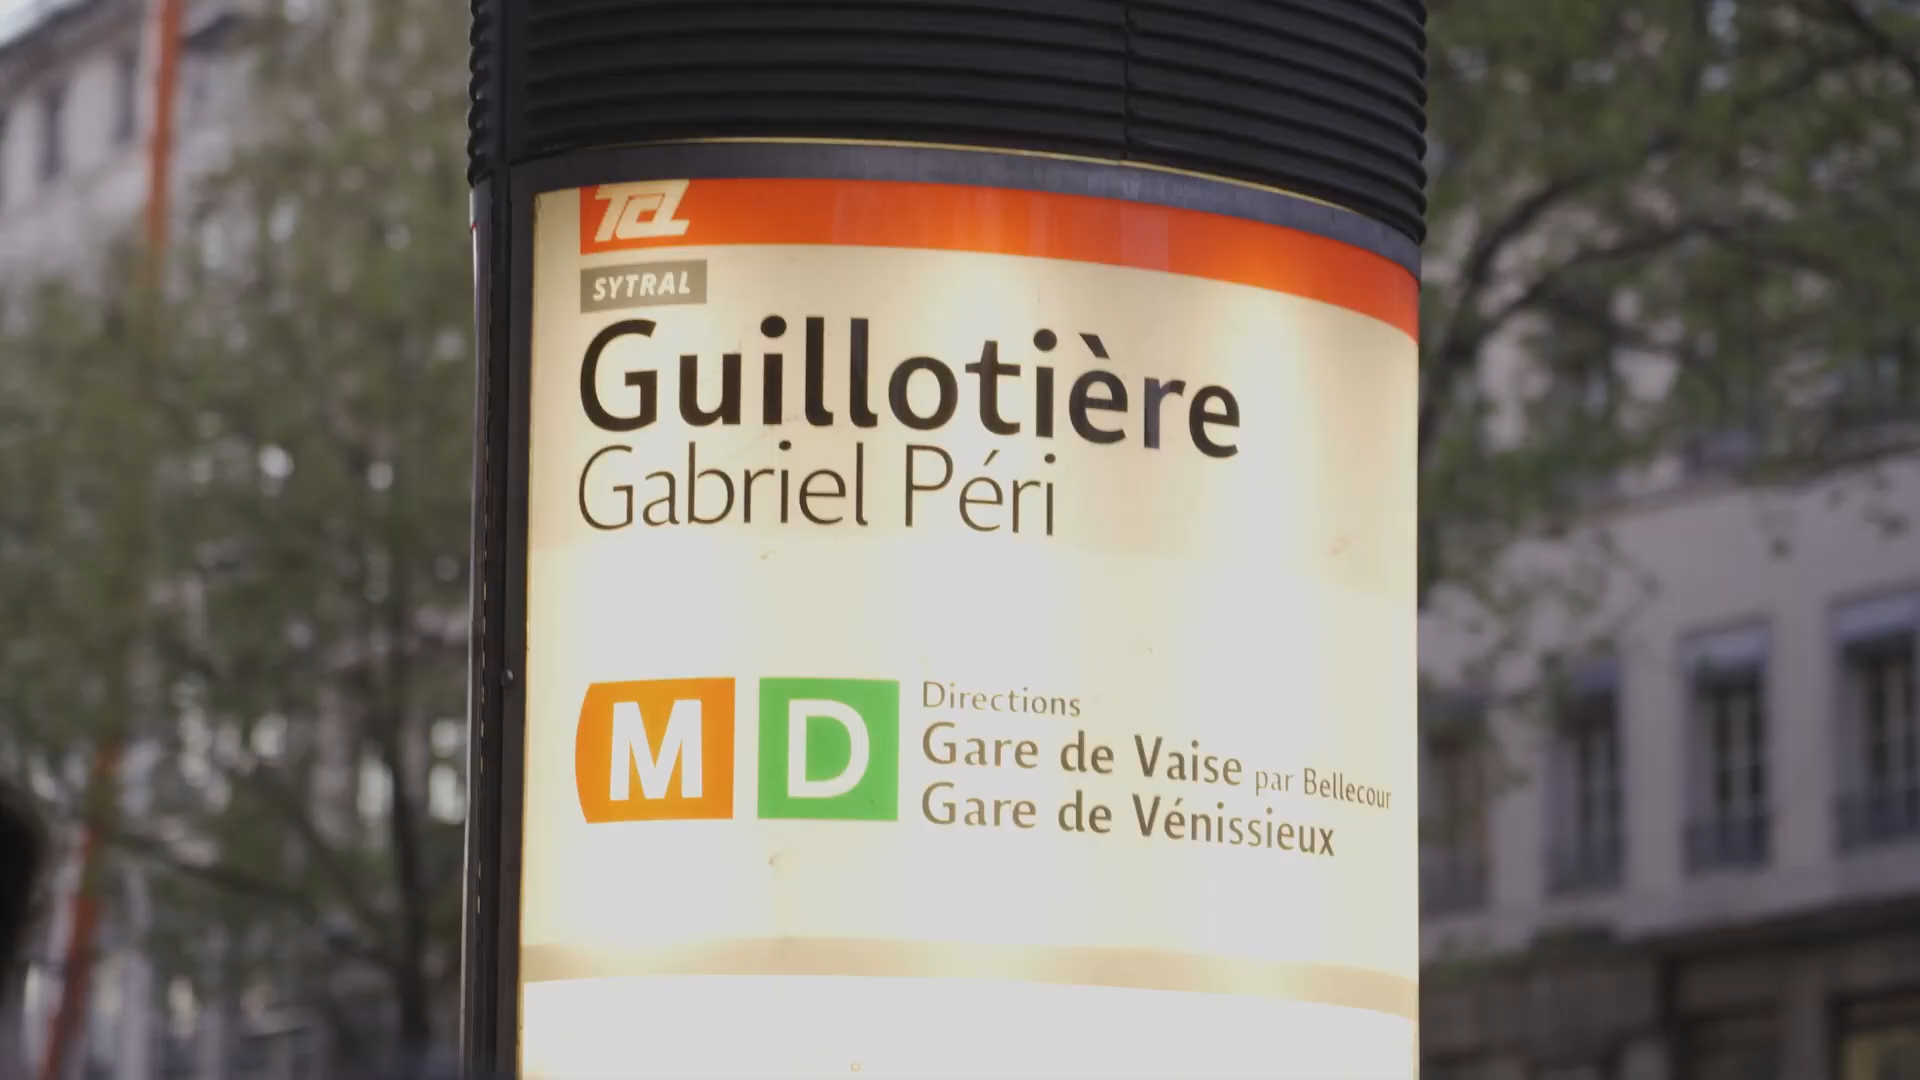 TCL
SYTRAL
Guillotière
Gabriel Péri
M D
Directions
Gare de Vaise par Bellecour
Gare de Vénissieux